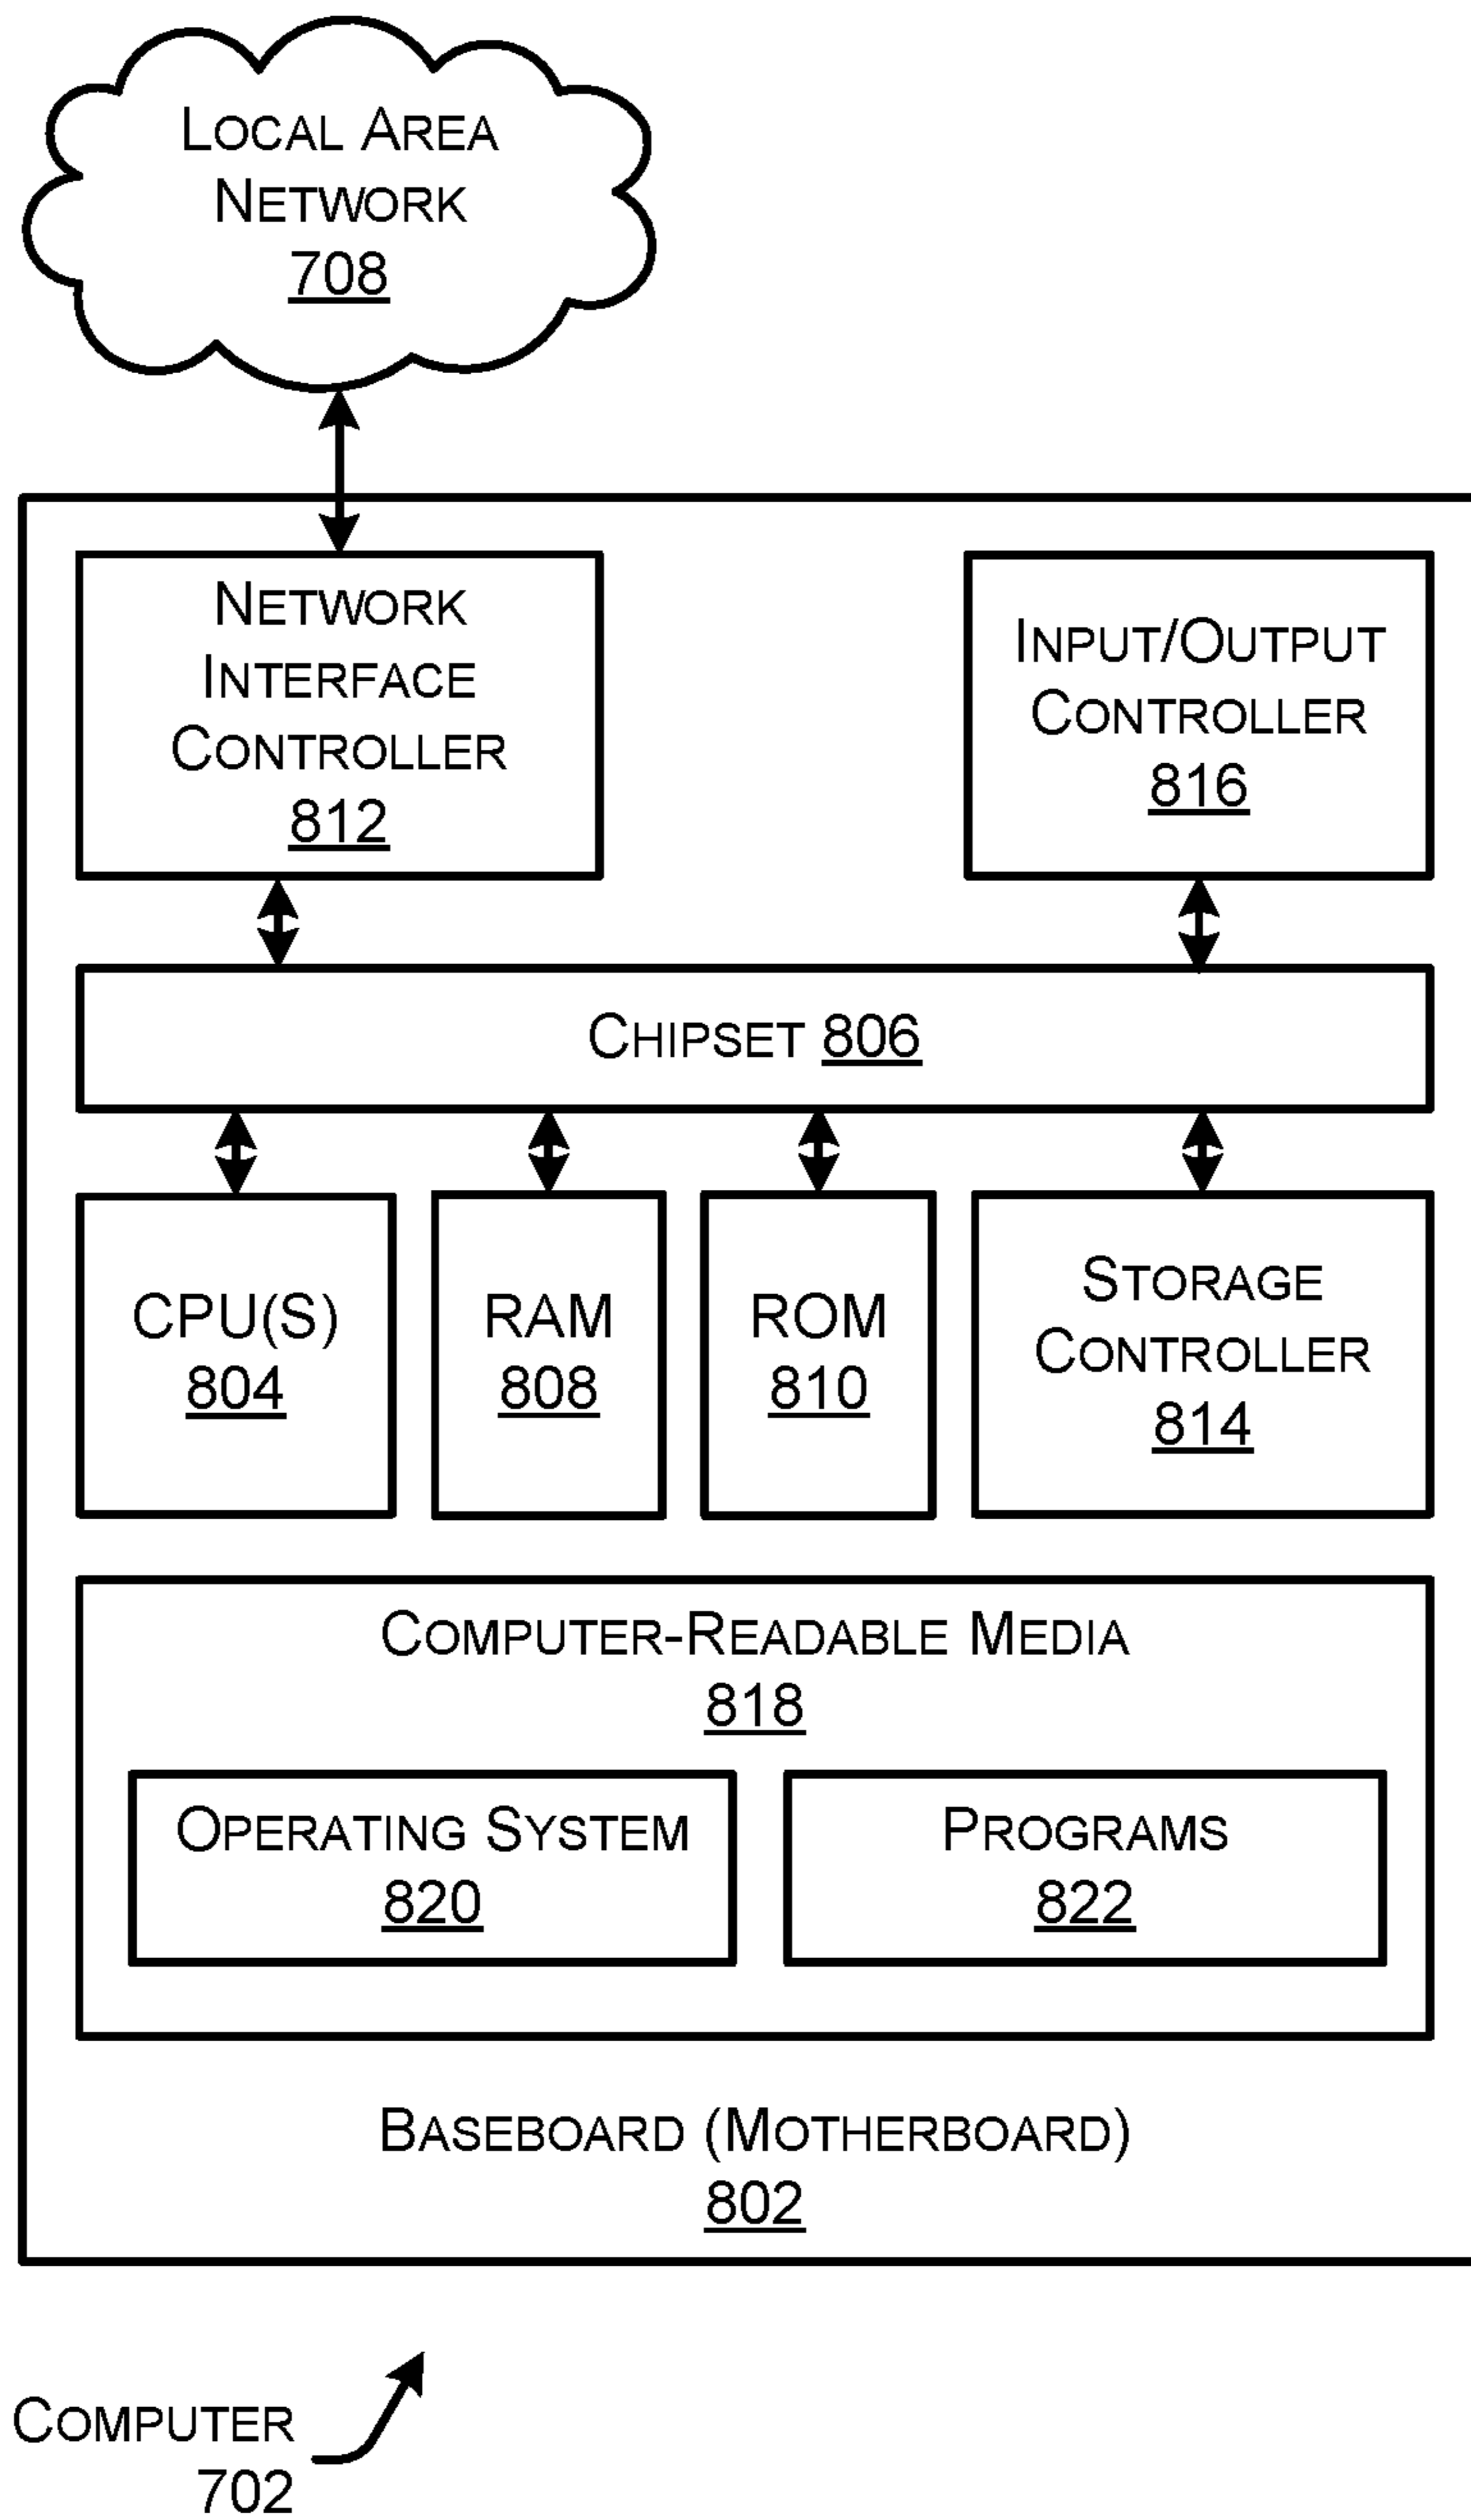 LOCAL AREA
NETWORK
708
NETWORK
INTERFACE
CONTROLLER
812
INPUT/OUTPUT
CONTROLLER
816
CHIPSET 806
CPU(S)
804
RAM
808
ROM
810
STORAGE
CONTROLLER
814
COMPUTER-READABLE MEDIA
818
OPERATING SYSTEM
820
PROGRAMS
822
BASEBOARD (MOTHERBOARD)
802
COMPUTER
702